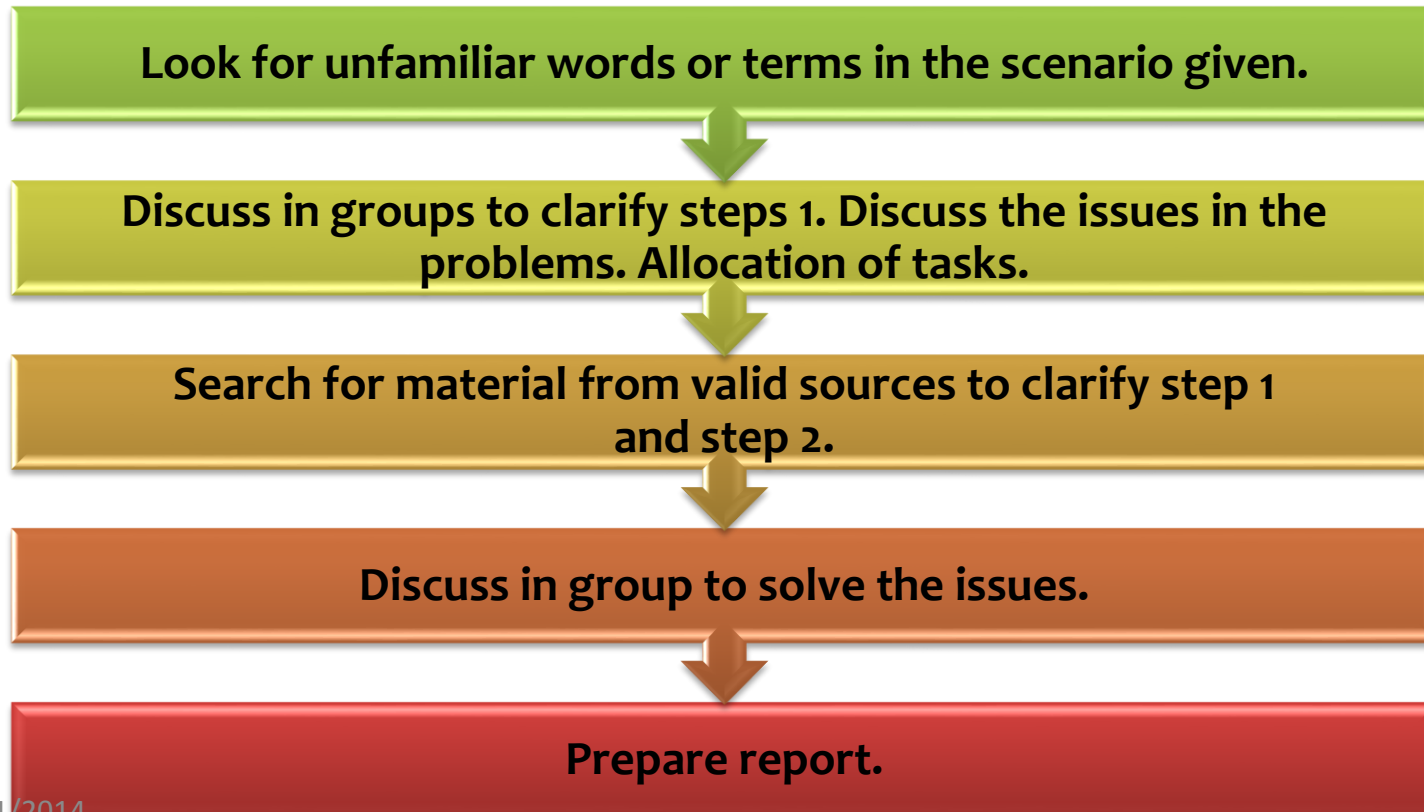 Look for unfamiliar words or terms in the scenario given.
Discuss in groups to clarify steps 1. Discuss the issues in the
problems. Allocation of tasks.
Search for material from valid sources to clarify step 1
and step 2.
Discuss in group to solve the issues.
Prepare report.
/2014